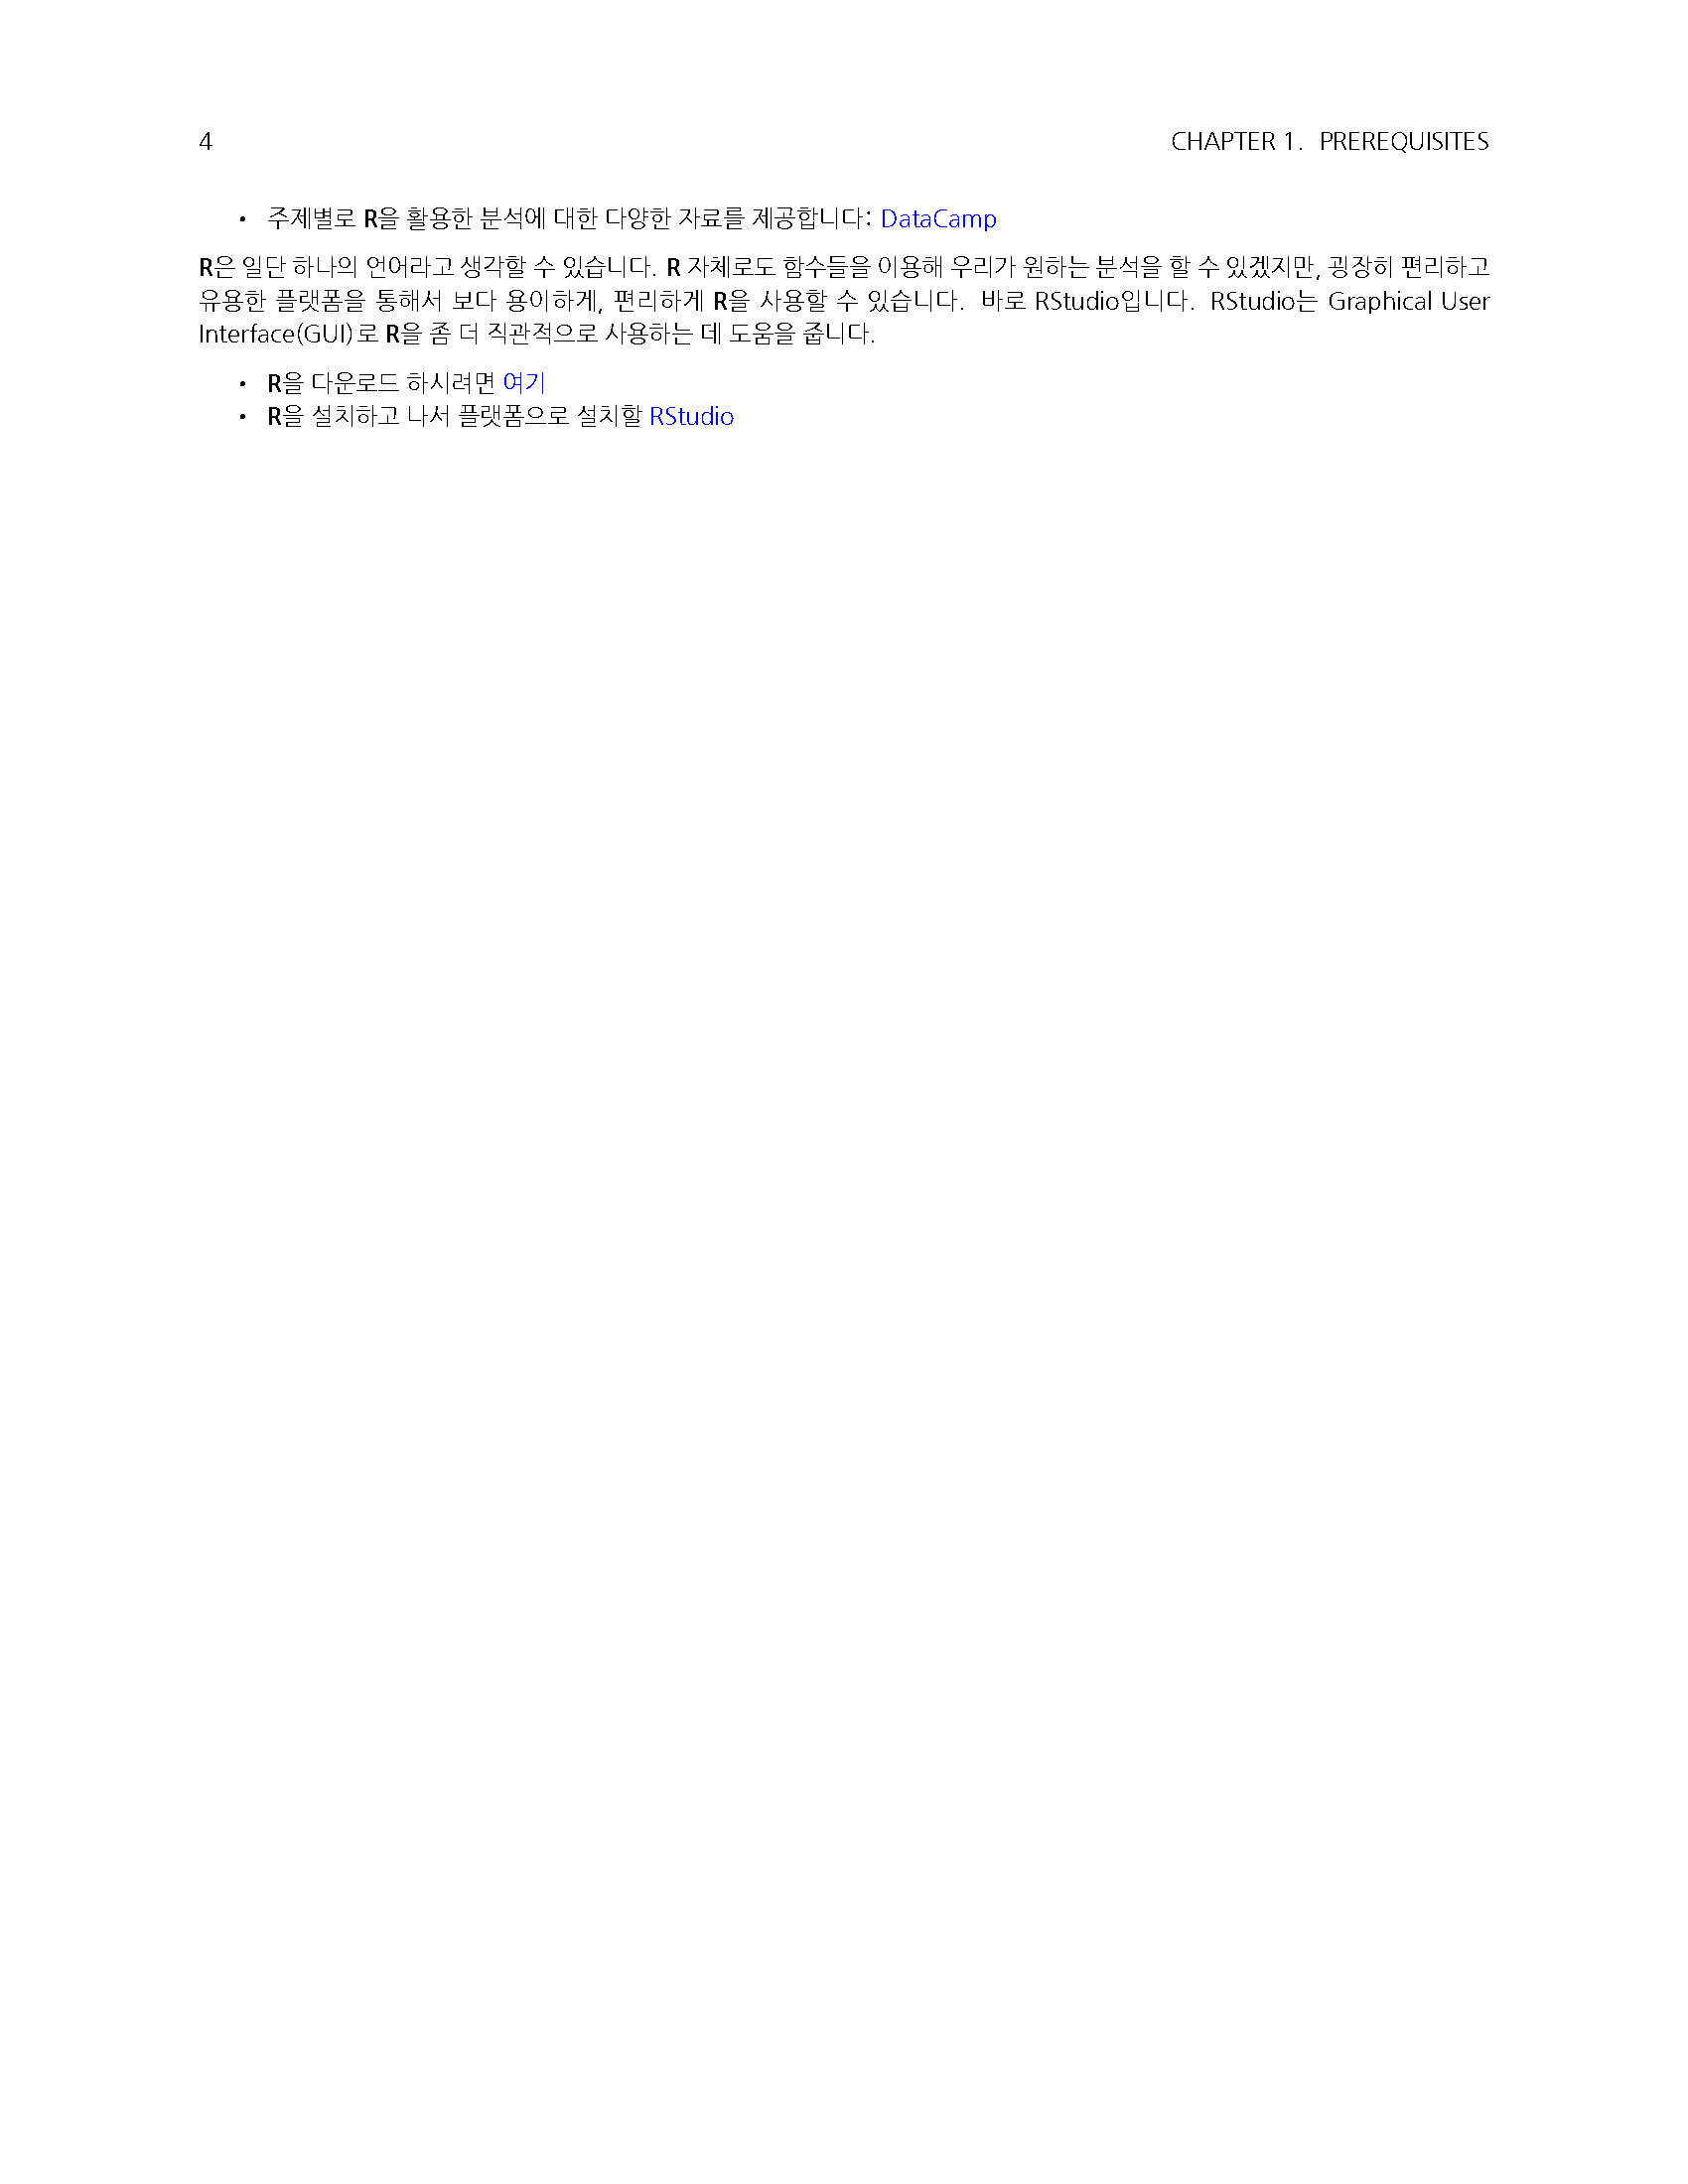 4 CHAPTER 1. PREREQUISITES
• 주제별로 R을 활용한 분석에 대한 다양한 자료를 제공합니다: DataCamp
R은 일단 하나의 언어라고 생각할 수 있습니다. R 자체로도 함수들을 이용해 우리가 원하는 분석을 할 수 있겠지만, 굉장히 편리하고
유용한 플랫폼을 통해서 보다 용이하게, 편리하게 R을 사용할 수 있습니다. 바로 RStudio입니다. RStudio는 Graphical User
Interface(GUI)로 R을 좀 더 직관적으로 사용하는 데 도움을 줍니다.
• R을 다운로드 하시려면 여기
• R을 설치하고 나서 플랫폼으로 설치할 RStudio